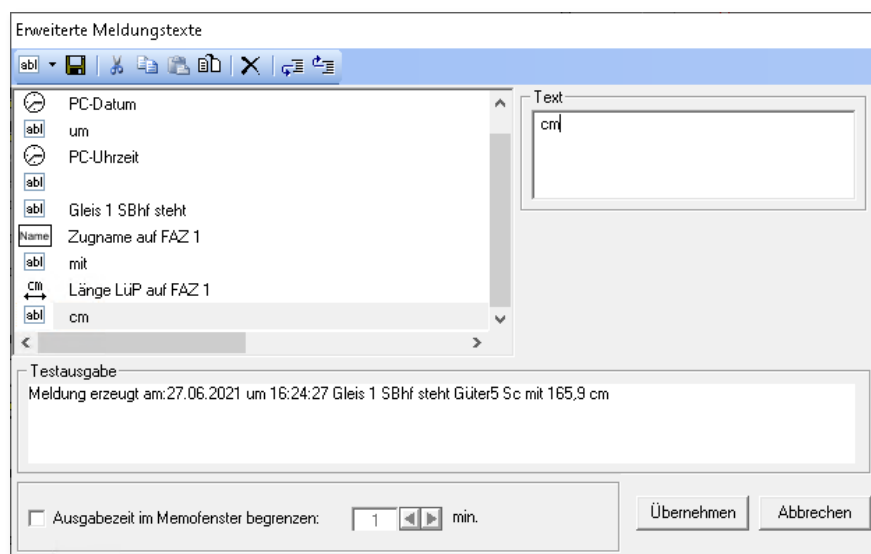 Erweiterte Meldungstexte
abl
PC-Datum
abl um
PC-Uhrzeit
abl
abl Gleis 1 SBhf steht
Name Zugname auf FAZ 1
abl mit
cm Länge LüP auf FAZ 1
abl cm
Text
cm
Testausgabe
Meldung erzeugt am:27.06.2021 um 16:24:27 Gleis 1 SBhf steht Güter5 Sc mit 165,9 cm
Ausgabezeit im Memofenster begrenzen: 1 min.
Übernehmen Abbrechen